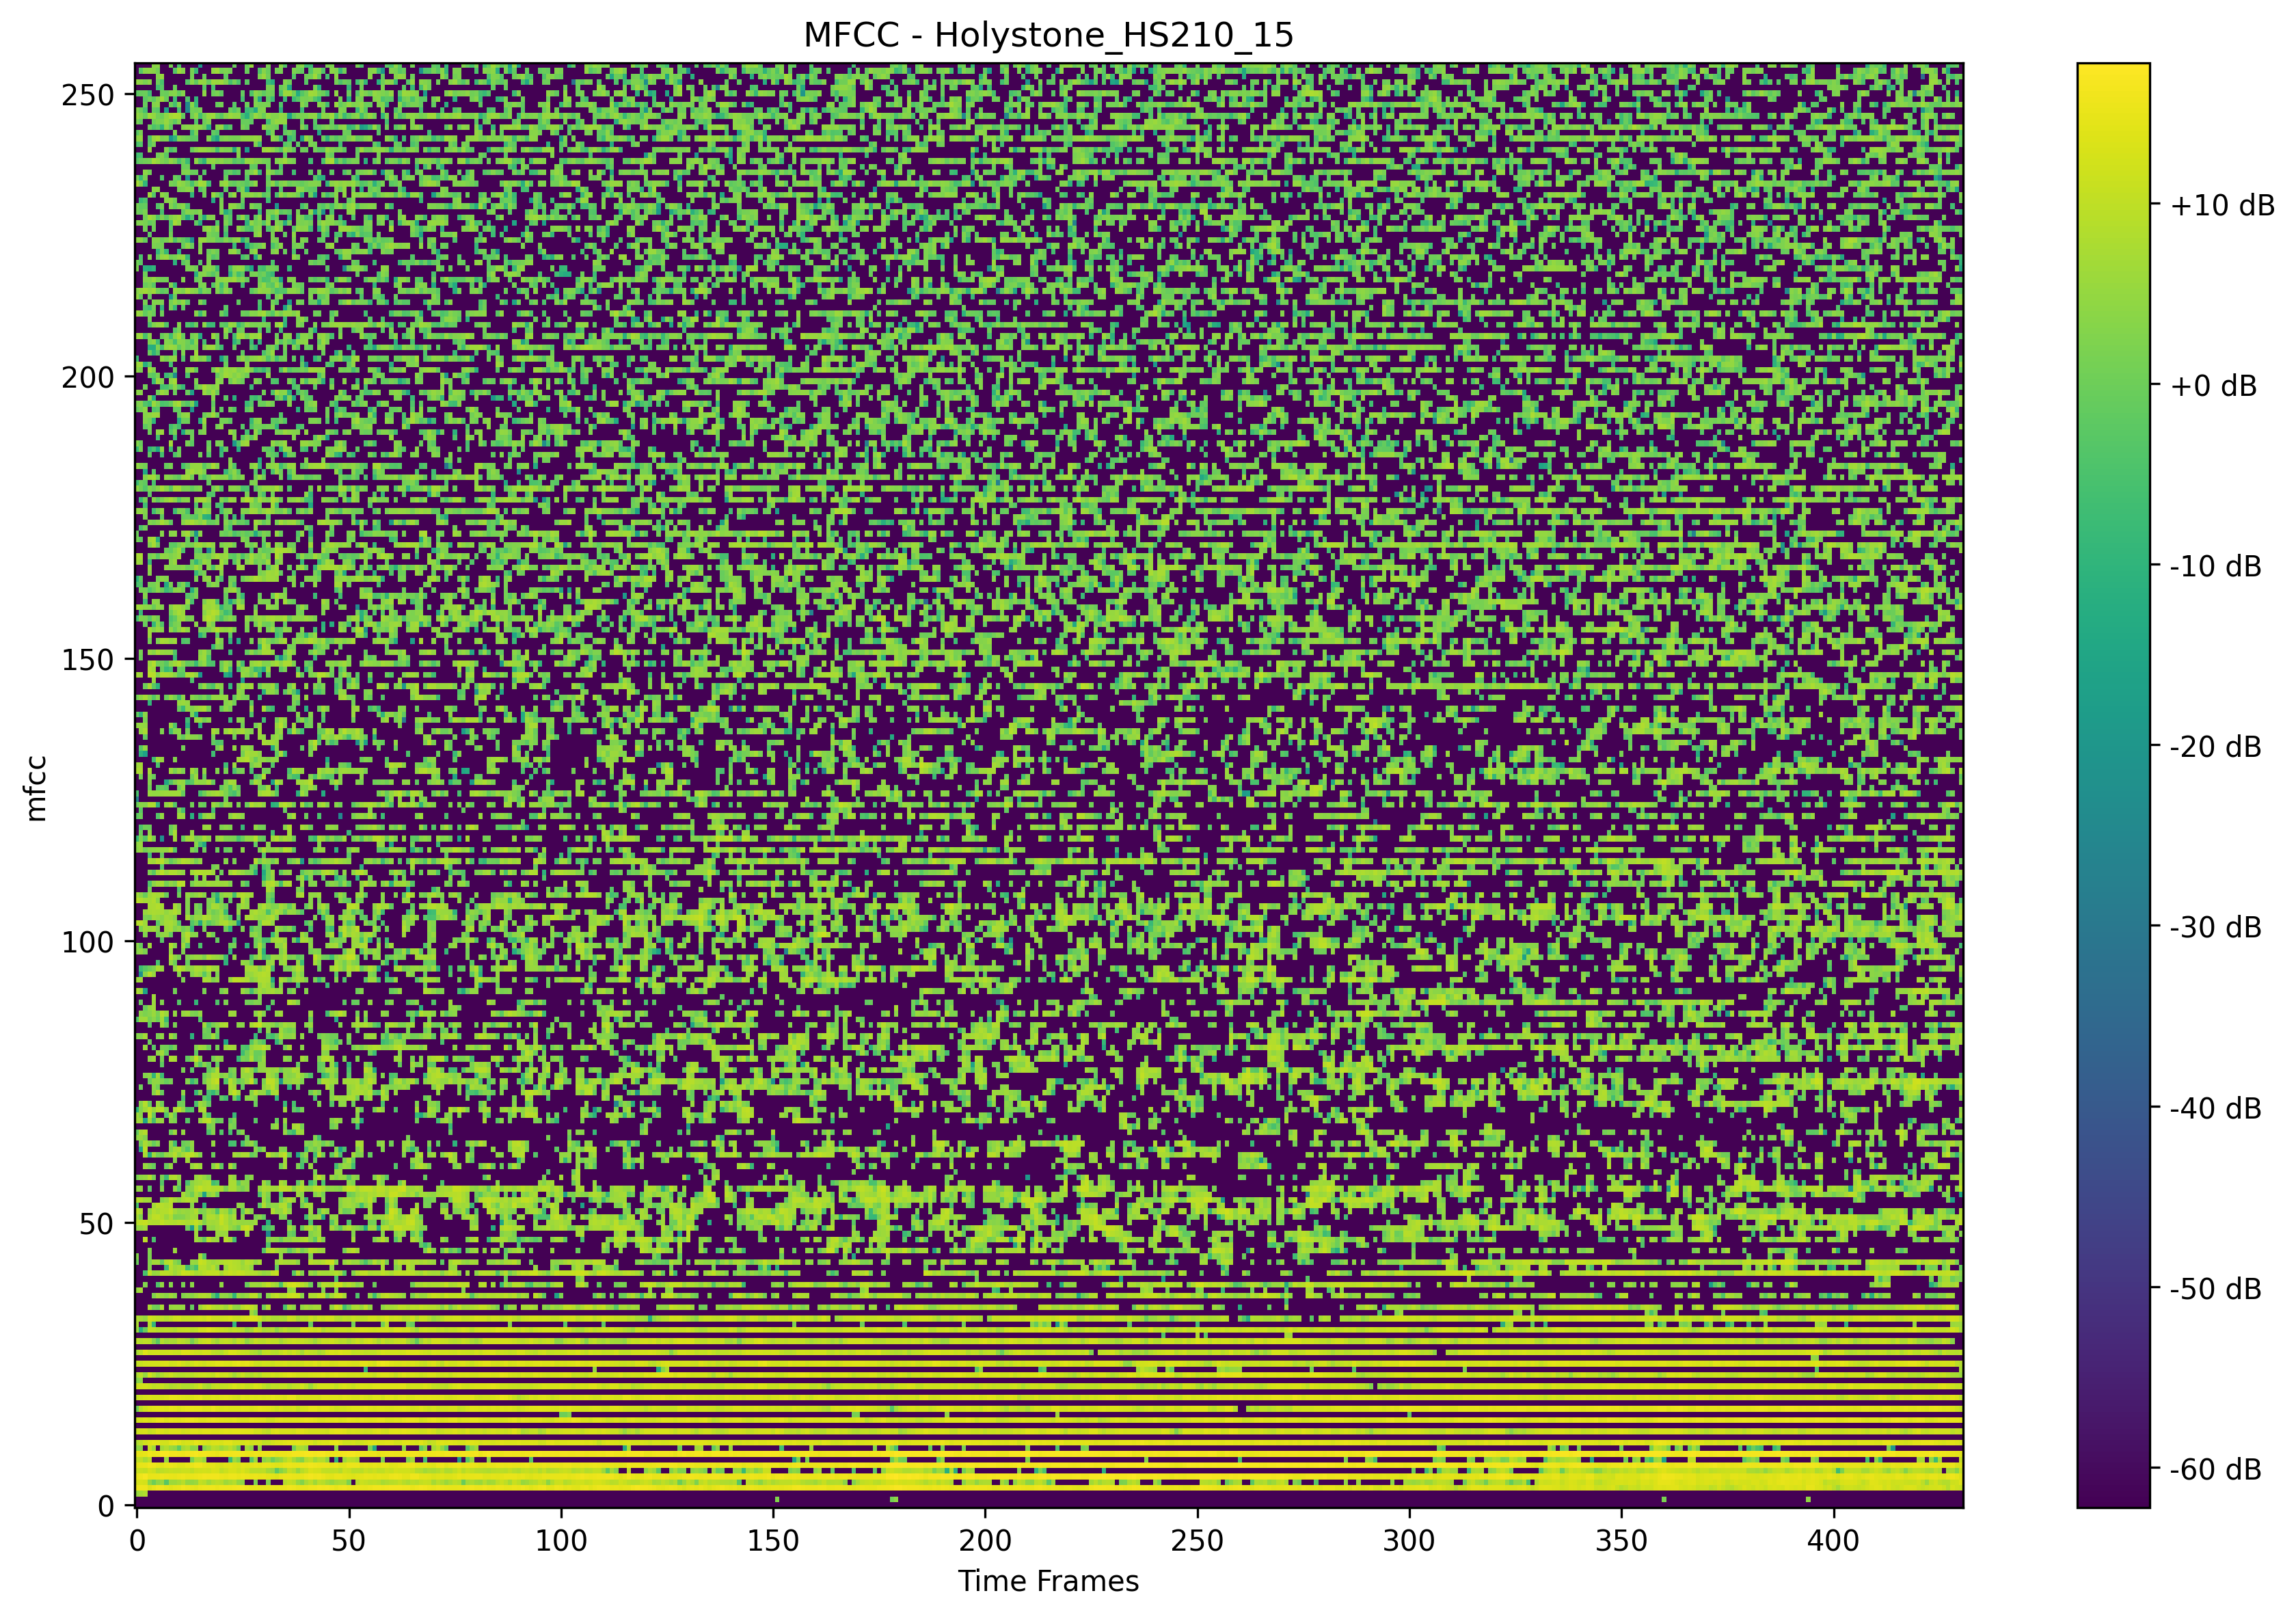 MFCC - Holystone_HS210_15
250
200
150
100
50
0
mfcc
0 50 100 150 200 250 300 350 400
Time Frames
+10 dB
+0 dB
-10 dB
-20 dB
-30 dB
-40 dB
-50 dB
-60 dB